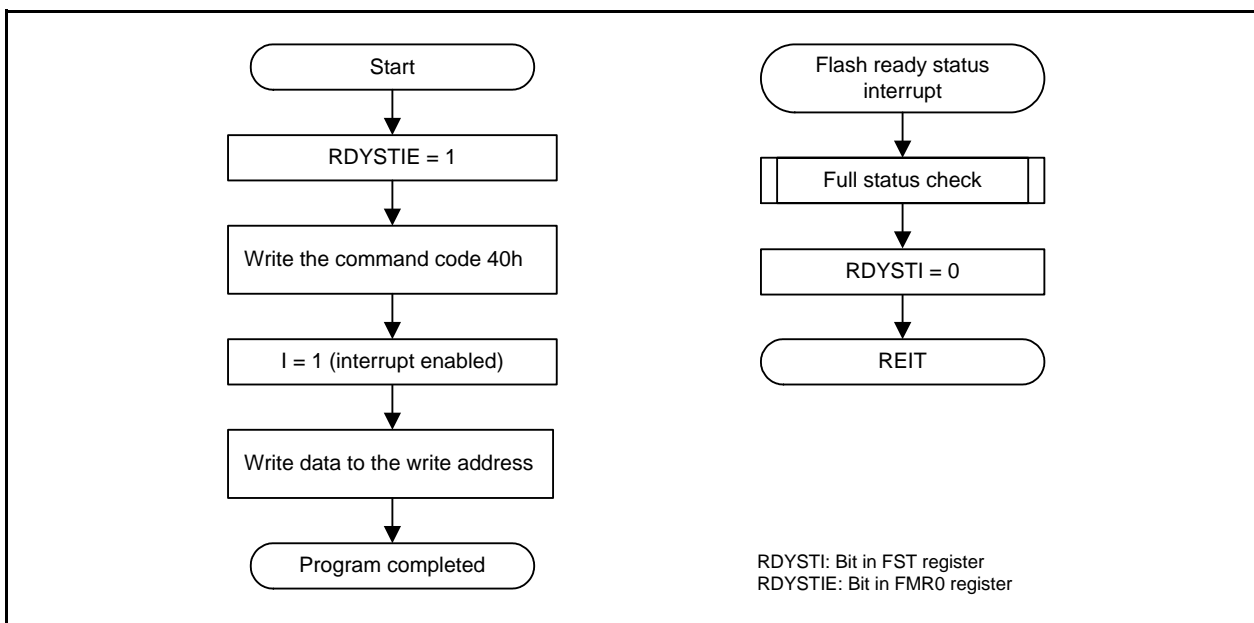 Start
RDYSTIE = 1
Write the command code 40h
I = 1 (interrupt enabled)
Write data to the write address
Program completed
Flash ready status
interrupt
Full status check
RDYSTI = 0
REIT
RDYSTI: Bit in FST register
RDYSTIE: Bit in FMR0 register